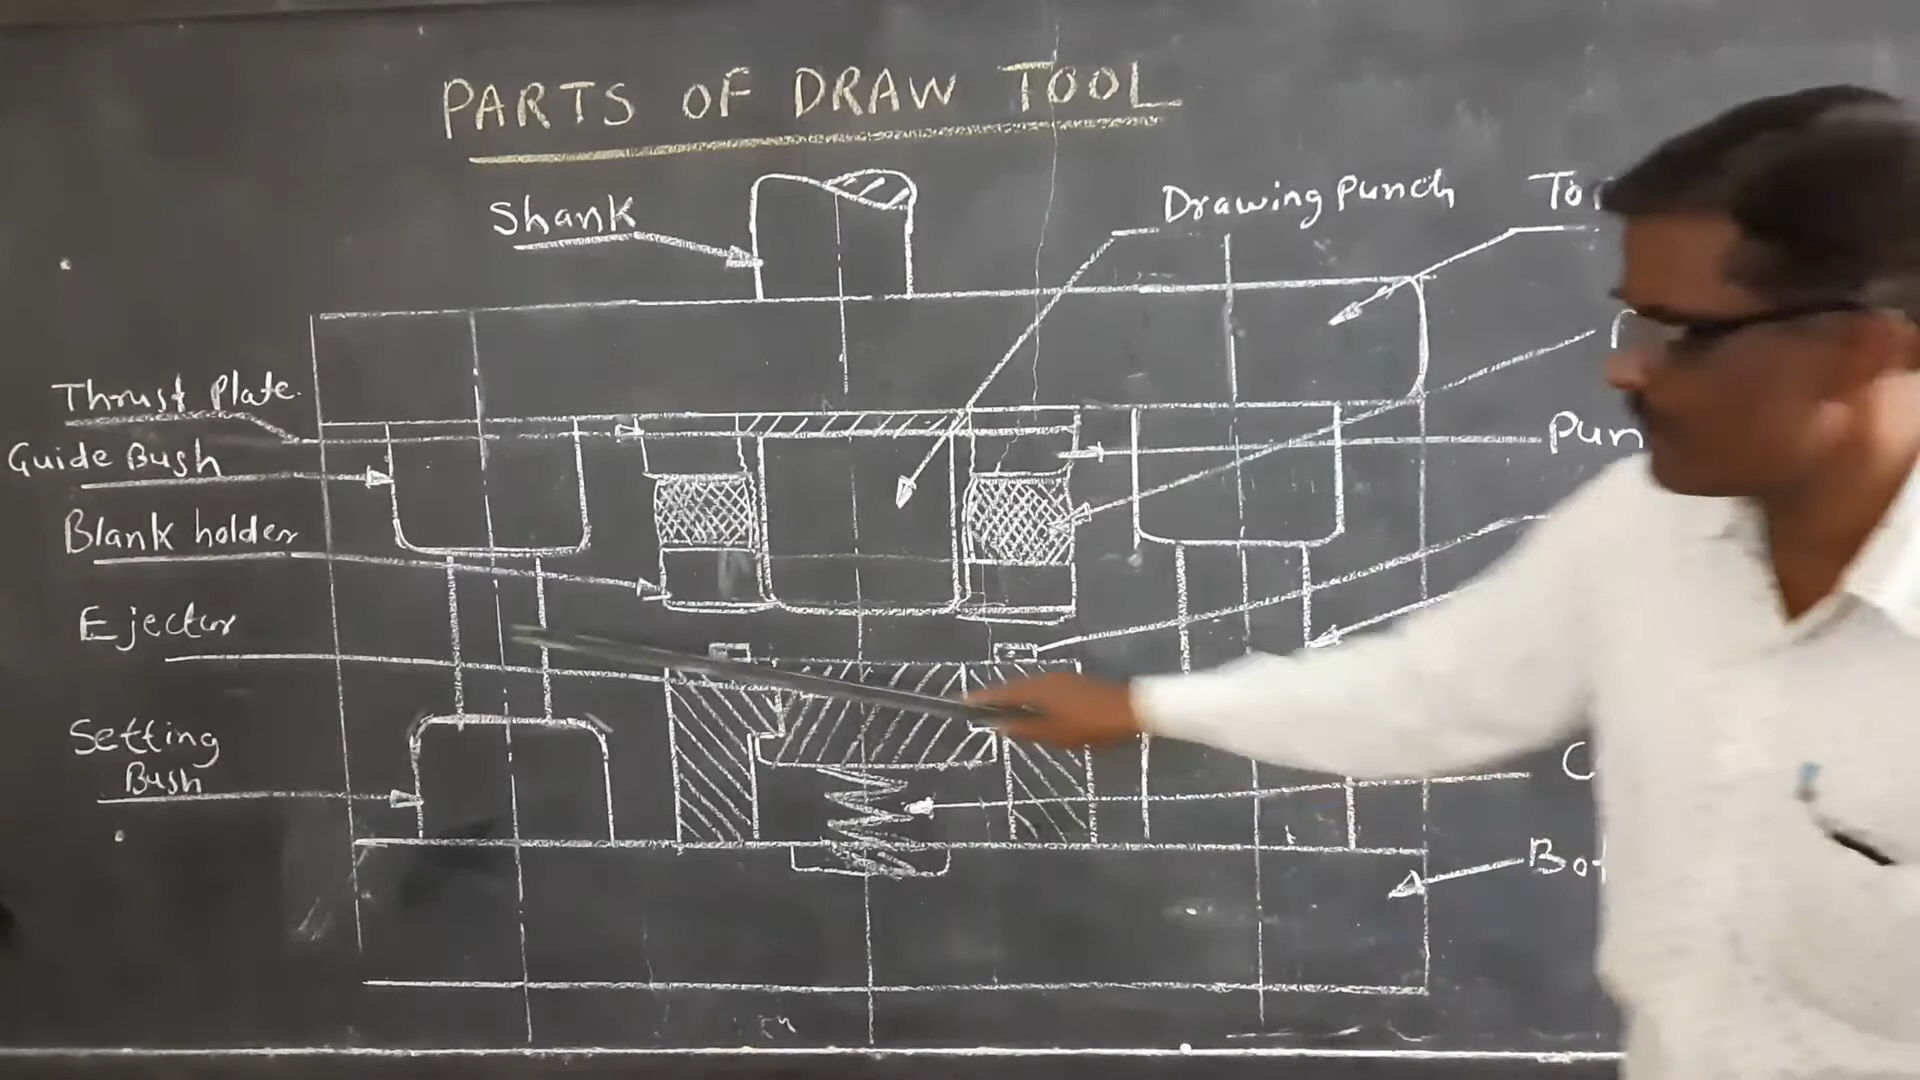 PARTS OF DRAW TOOL
Shank
Drawing Punch
Thrust Plate
Guide Bush
Blank holder
Ejector
Setting
Bush